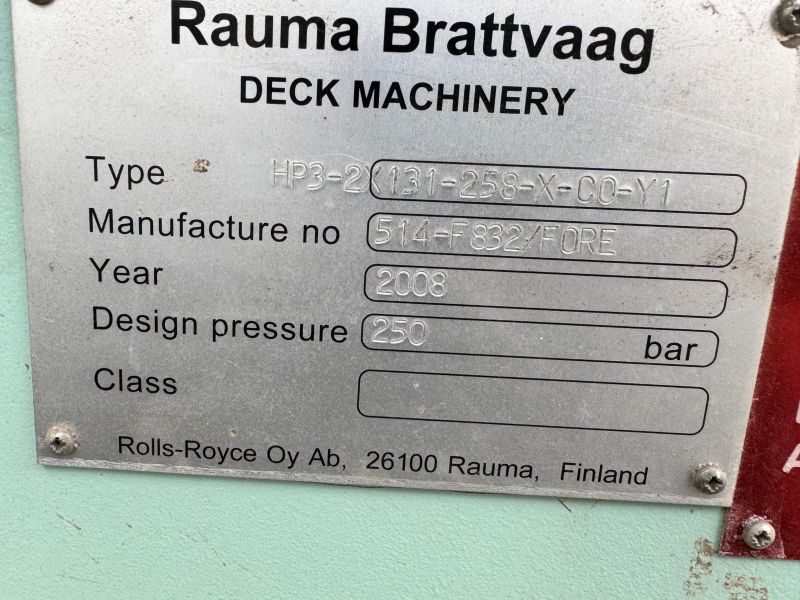 Rauma Brattvaag
DECK MACHINERY
Type HP3-2X131-258-X-CO-Y1
Manufacture no 514-F832/FORE
Year 2008
Design pressure 250 bar
Class
Rolls-Royce Oy Ab, 26100 Rauma, Finland